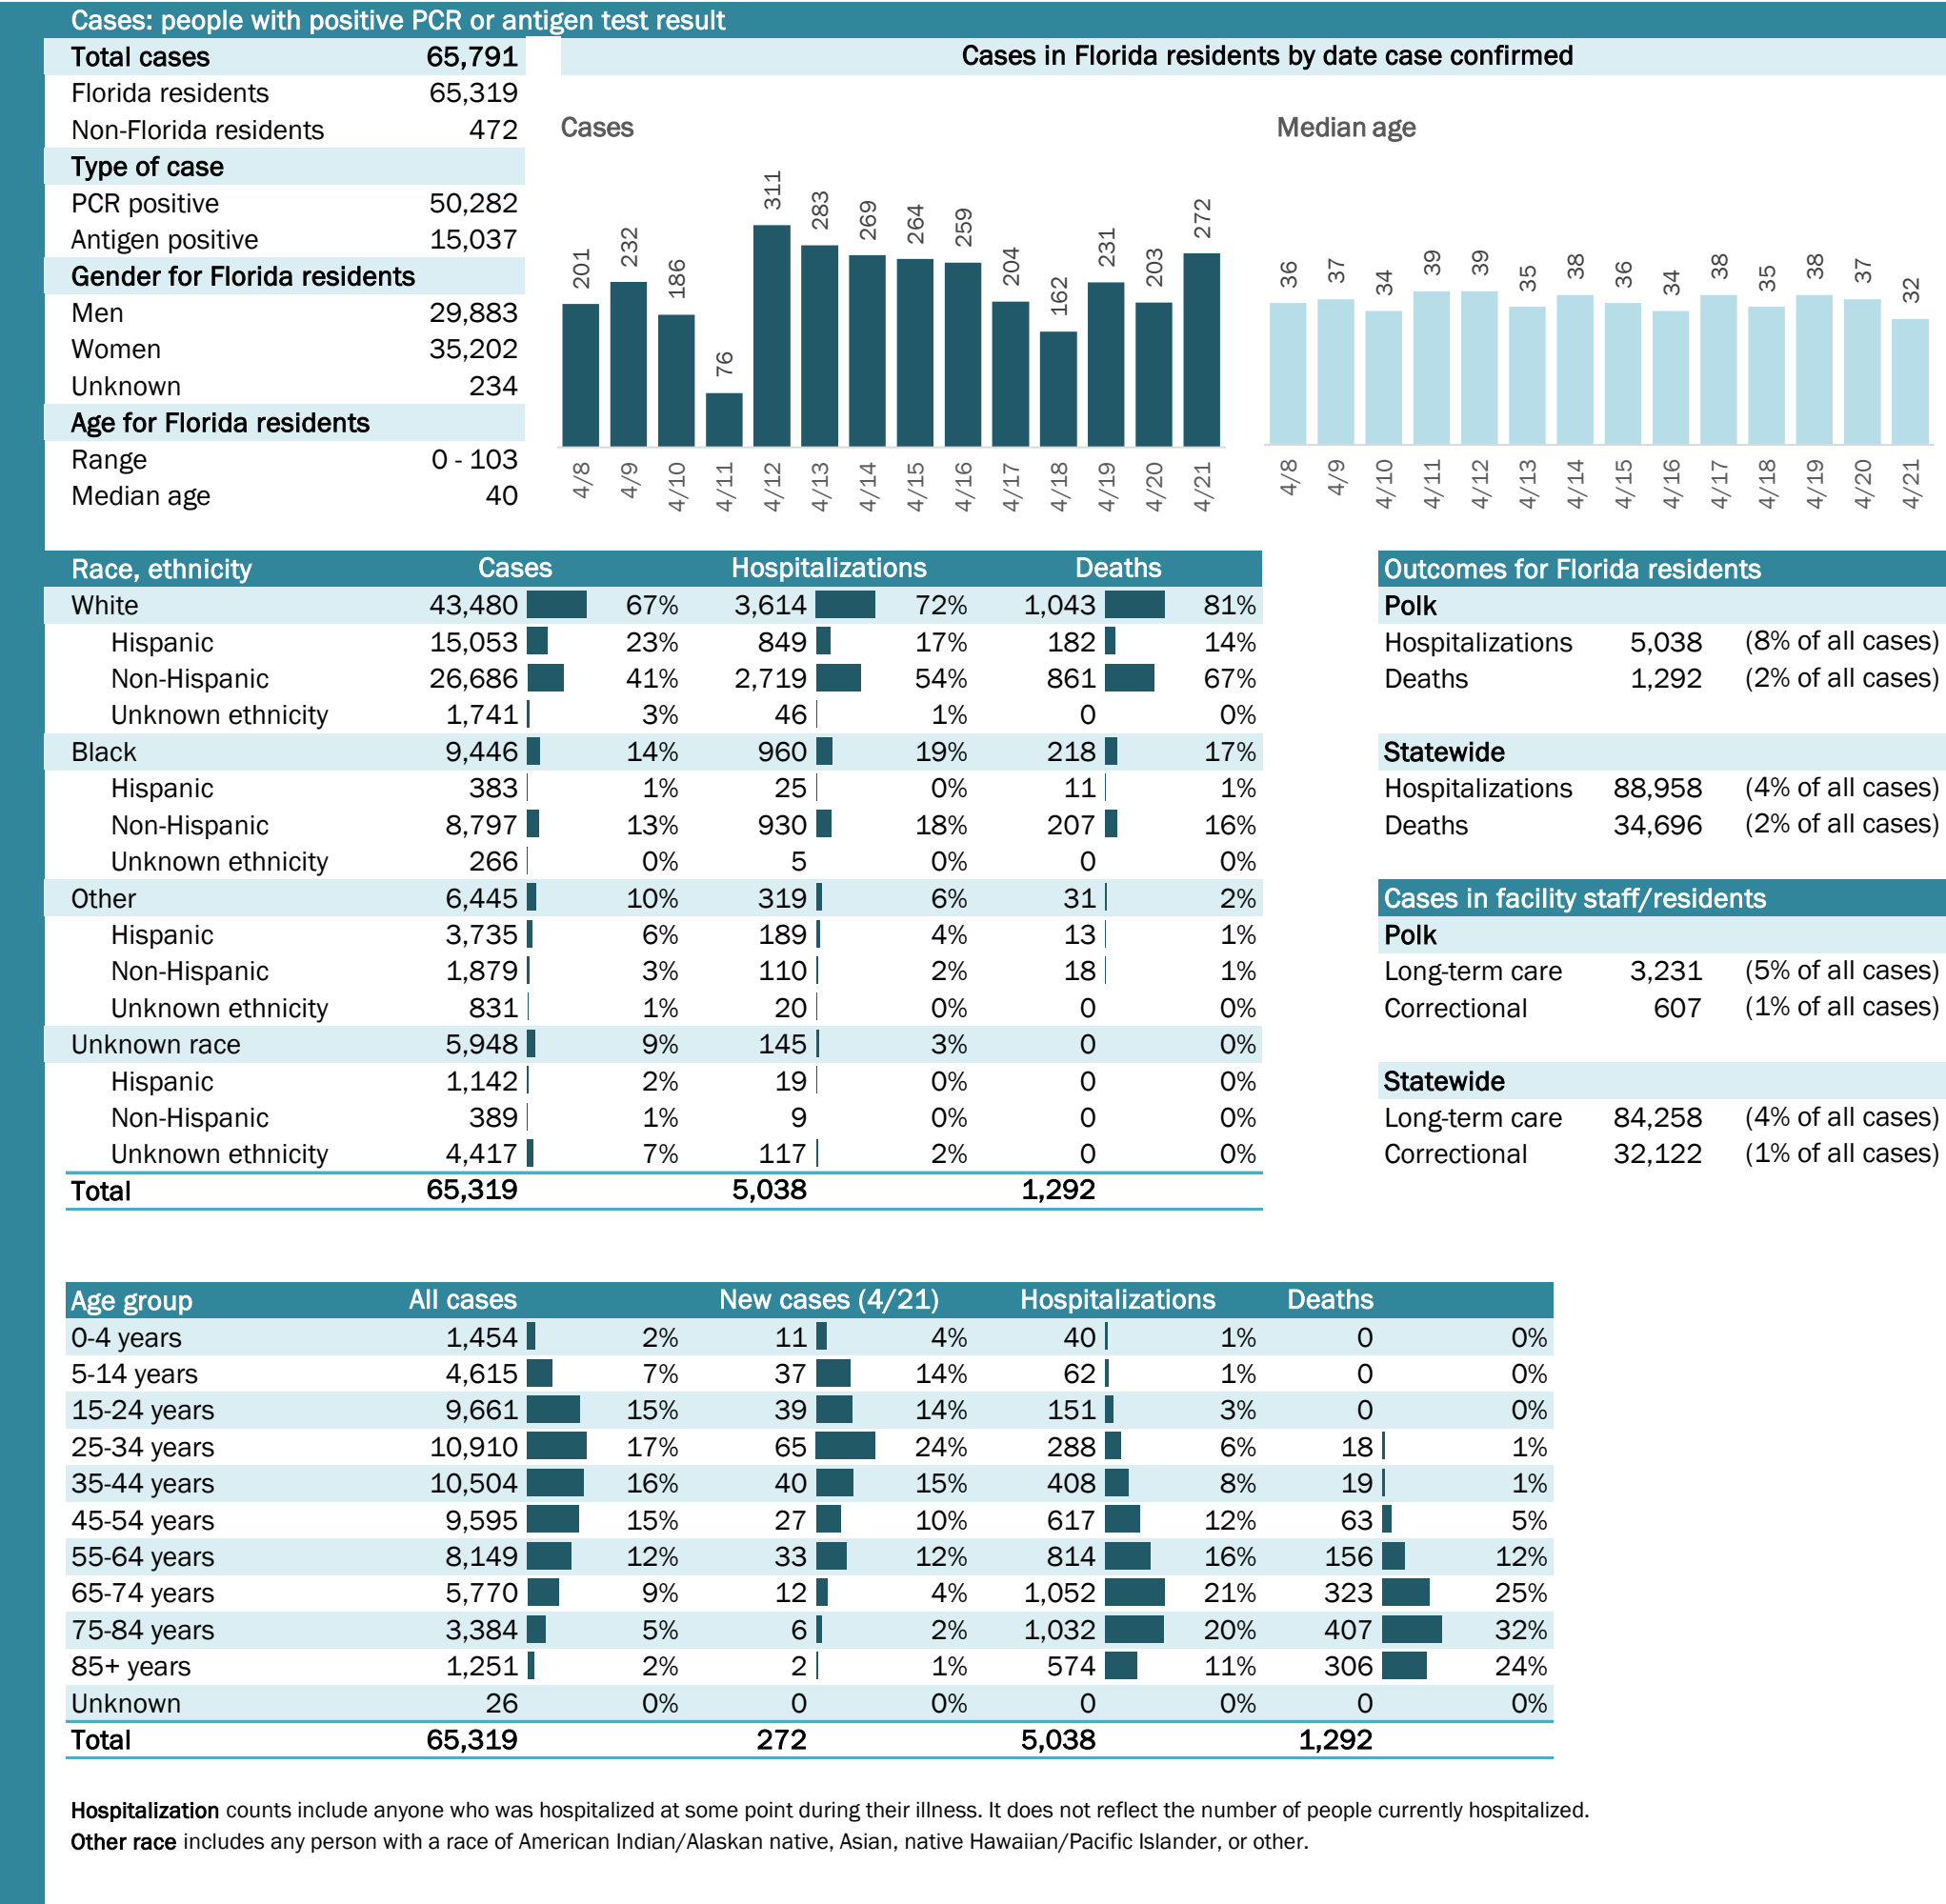 Cases: people with positive PCR or antigen test result
Total cases 65,791
Florida residents 65,319
Non-Florida residents 472
Type of case
PCR positive 50,282
Antigen positive 15,037
Gender for Florida residents
Men 29,883
Women 35,202
Unknown 234
Age for Florida residents
Range 0 - 103
Median age 40
Cases in Florida residents by date case confirmed
Cases
201 232 186 76 311 283 269 264 259 204 162 231 203 272
4/8 4/9 4/10 4/11 4/12 4/13 4/14 4/15 4/16 4/17 4/18 4/19 4/20 4/21
Median age
36 37 34 39 39 35 38 36 34 38 35 38 37 32
4/8 4/9 4/10 4/11 4/12 4/13 4/14 4/15 4/16 4/17 4/18 4/19 4/20 4/21
Race, ethnicity Cases Hospitalizations Deaths
White 43,480 67% 3,614 72% 1,043 81%
Hispanic 15,053 23% 849 17% 182 14%
Non-Hispanic 26,686 41% 2,719 54% 861 67%
Unknown ethnicity 1,741 3% 46 1% 0 0%
Black 9,446 14% 960 19% 218 17%
Hispanic 383 1% 25 0% 11 1%
Non-Hispanic 8,797 13% 930 18% 207 16%
Unknown ethnicity 266 0% 5 0% 0 0%
Other 6,445 10% 319 6% 31 2%
Hispanic 3,735 6% 189 4% 13 1%
Non-Hispanic 1,879 3% 110 2% 18 1%
Unknown ethnicity 831 1% 20 0% 0 0%
Unknown race 5,948 9% 145 3% 0 0%
Hispanic 1,142 2% 19 0% 0 0%
Non-Hispanic 389 1% 9 0% 0 0%
Unknown ethnicity 4,417 7% 117 2% 0 0%
Total 65,319 5,038 1,292
Outcomes for Florida residents
Polk
Hospitalizations 5,038 (8% of all cases)
Deaths 1,292 (2% of all cases)
Statewide
Hospitalizations 88,958 (4% of all cases)
Deaths 34,696 (2% of all cases)
Cases in facility staff/residents
Polk
Long-term care 3,231 (5% of all cases)
Correctional 607 (1% of all cases)
Statewide
Long-term care 84,258 (4% of all cases)
Correctional 32,122 (1% of all cases)
Age group All cases New cases (4/21) Hospitalizations Deaths
0-4 years 1,454 2% 11 4% 40 1% 0 0%
5-14 years 4,615 7% 37 14% 62 1% 0 0%
15-24 years 9,661 15% 39 14% 151 3% 0 0%
25-34 years 10,910 17% 65 24% 288 6% 18 1%
35-44 years 10,504 16% 40 15% 408 8% 19 1%
45-54 years 9,595 15% 27 10% 617 12% 63 5%
55-64 years 8,149 12% 33 12% 814 16% 156 12%
65-74 years 5,770 9% 12 4% 1,052 21% 323 25%
75-84 years 3,384 5% 6 2% 1,032 20% 407 32%
85+ years 1,251 2% 2 1% 574 11% 306 24%
Unknown 26 0% 0 0% 0 0% 0 0%
Total 65,319 272 5,038 1,292
Hospitalization counts include anyone who was hospitalized at some point during their illness. It does not reflect the number of people currently hospitalized.
Other race includes any person with a race of American Indian/Alaskan native, Asian, native Hawaiian/Pacific Islander, or other.